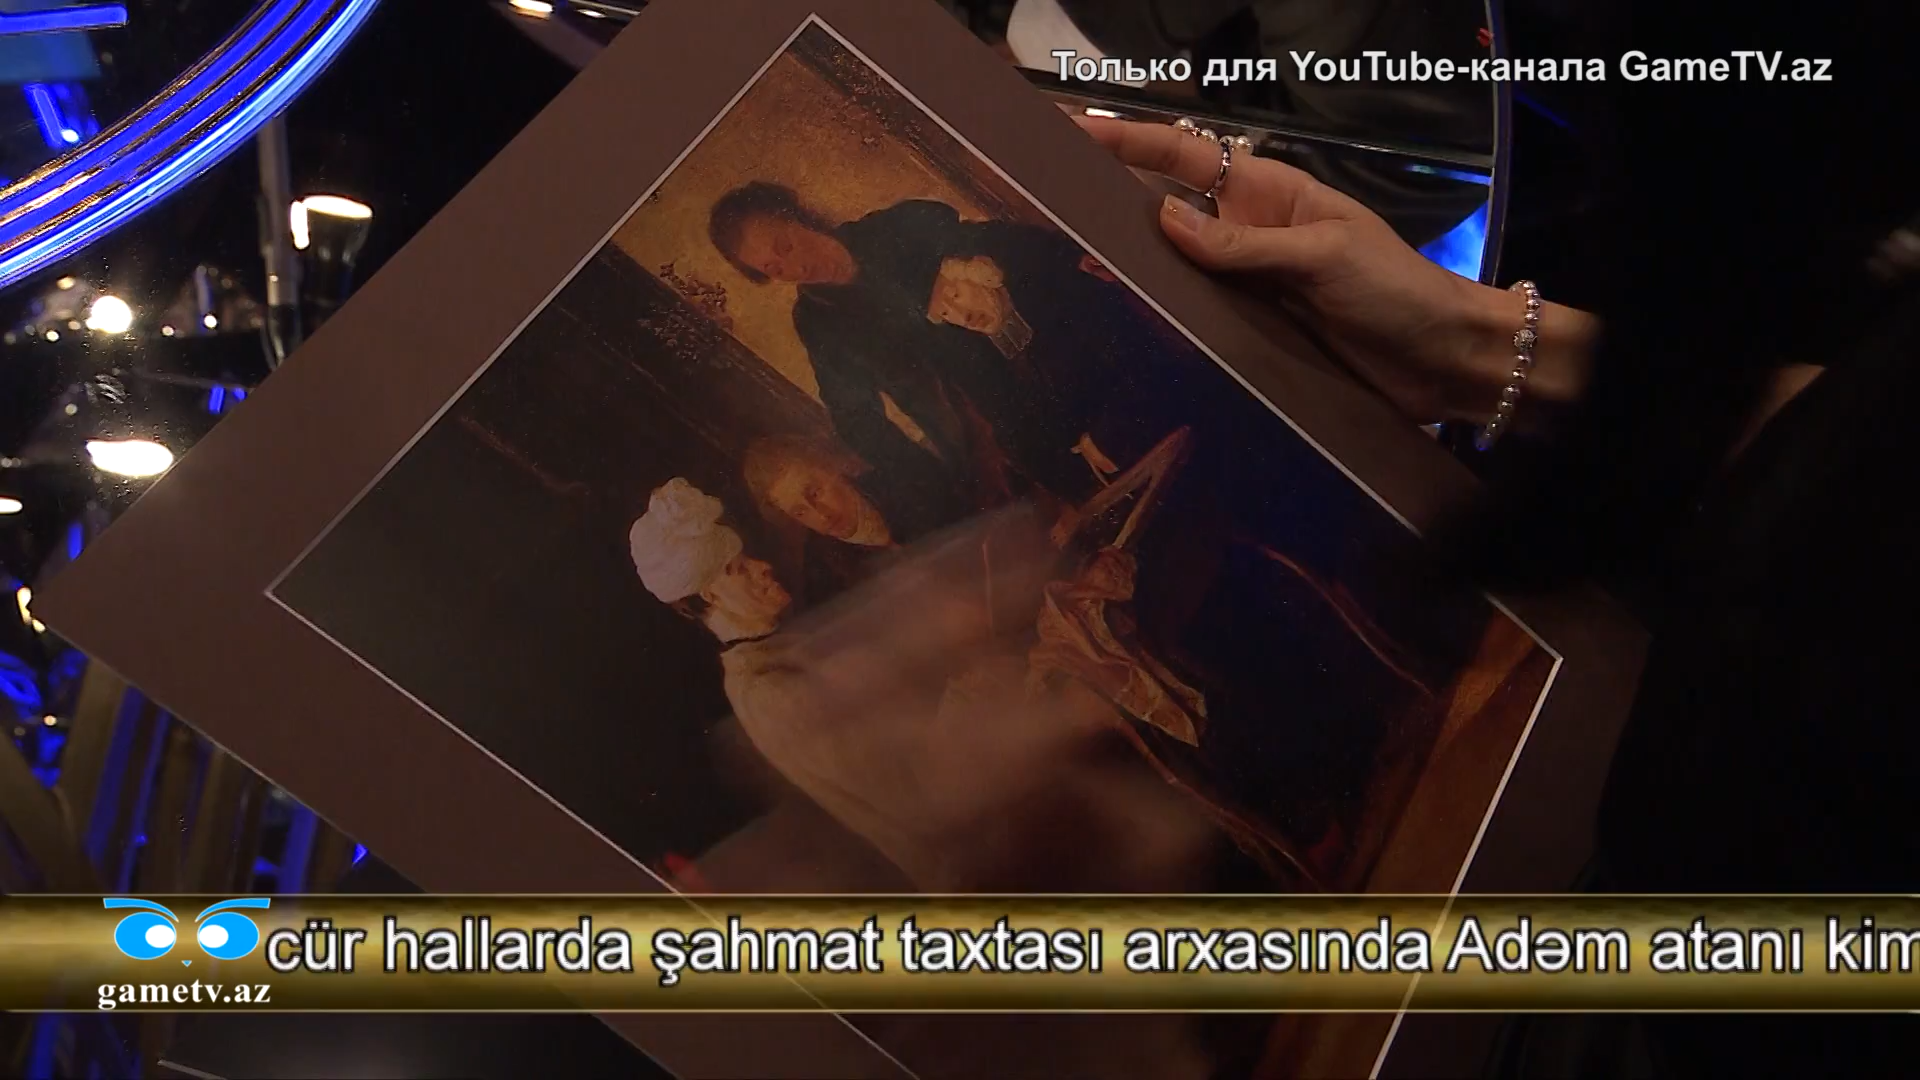 Только для YouTube-канала GameTV.az
cür hallarda şahmat taxtası arxasında Adəm atanı kim
gametv.az